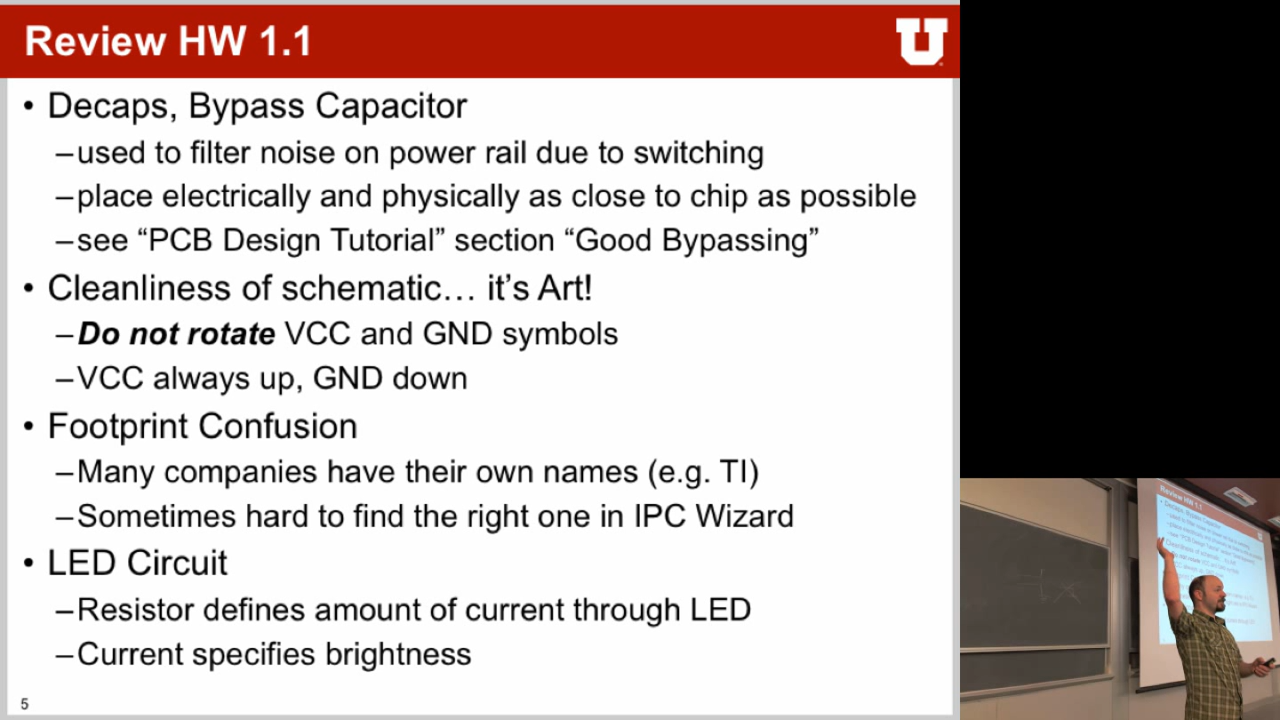 Review HW 1.1
U
• Decaps, Bypass Capacitor
–used to filter noise on power rail due to switching
–place electrically and physically as close to chip as possible
–see “PCB Design Tutorial” section “Good Bypassing”
• Cleanliness of schematic… it’s Art!
–Do not rotate VCC and GND symbols
–VCC always up, GND down
• Footprint Confusion
–Many companies have their own names (e.g. TI)
–Sometimes hard to find the right one in IPC Wizard
• LED Circuit
–Resistor defines amount of current through LED
–Current specifies brightness
5
Review HW 1.1